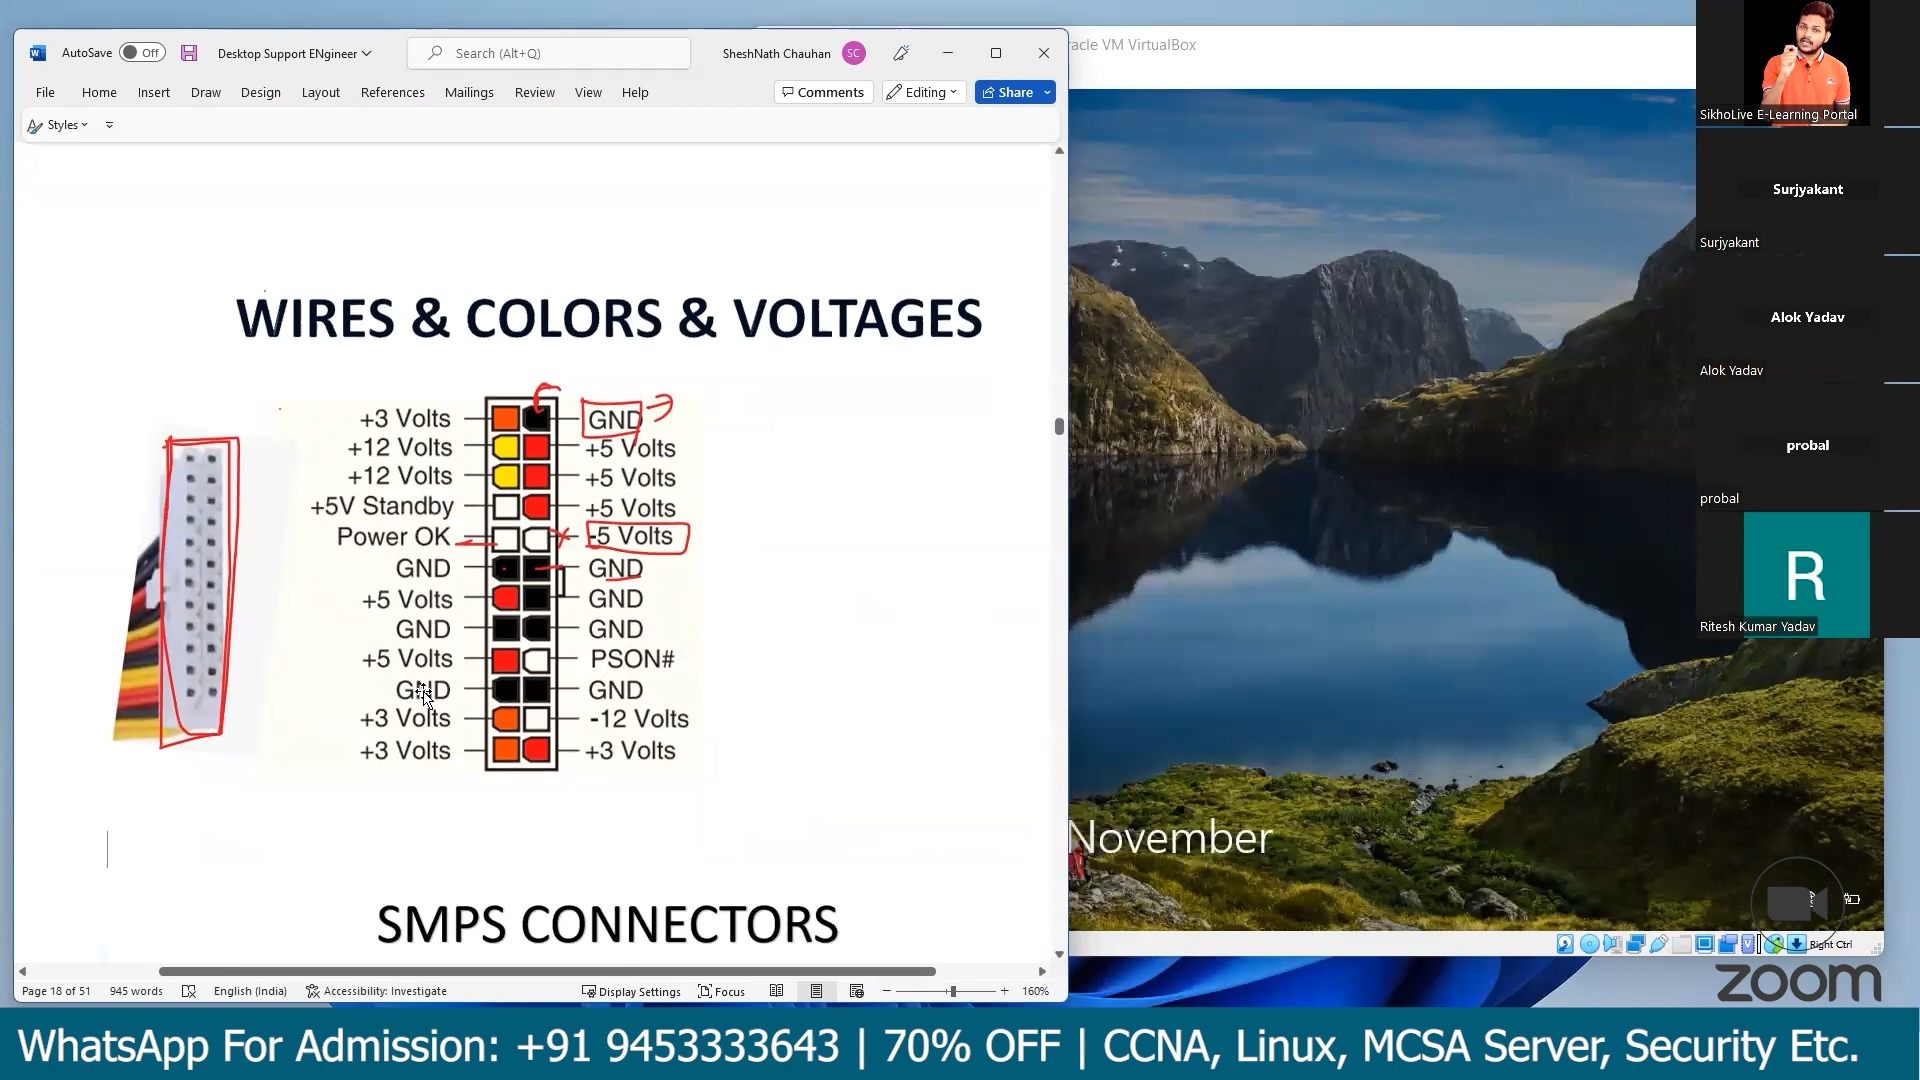 AutoSave Off Desktop Support ENgineer Search (Alt+Q) SheshNath Chauhan SC
File Home Insert Draw Design Layout References Mailings Review View Help Comments Editing Share
Styles
WIRES & COLORS & VOLTAGES
+3 Volts GND
+12 Volts +5 Volts
+12 Volts +5 Volts
+5V Standby +5 Volts
Power OK -5 Volts
GND GND
+5 Volts GND
GND GND
+5 Volts PSON#
GND GND
+3 Volts -12 Volts
+3 Volts +3 Volts
SMPS CONNECTORS
Page 18 of 51 945 words English (India) Accessibility: Investigate Display Settings Focus 160%
racle VM VirtualBox
November
Right Ctrl
SikhoLive E-Learning Portal
Surjyakant
Surjyakant
Alok Yadav
Alok Yadav
probal
probal
R
Ritesh Kumar Yadav
zoom
WhatsApp For Admission: +91 9453333643 | 70% OFF | CCNA, Linux, MCSA Server, Security Etc.